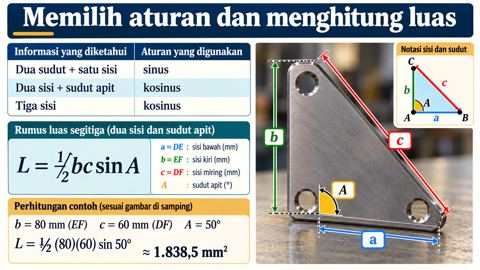 Memilih aturan dan menghitung luas
Informasi yang diketahui Aturan yang digunakan
Dua sudut + satu sisi sinus
Dua sisi + sudut apit kosinus
Tiga sisi kosinus
Rumus luas segitiga (dua sisi dan sudut apit)
L = 1/2 bc sin A
a = DE : sisi bawah (mm)
b = EF : sisi kiri (mm)
c = DF : sisi miring (mm)
A : sudut apit (°)
Perhitungan contoh (sesuai gambar di samping)
b = 80 mm (EF) c = 60 mm (DF) A = 50°
L = 1/2 (80)(60) sin 50° ≈ 1.838,5 mm²
b
c
A
a
Notasi sisi dan sudut
C
b
c
A
A
a
B